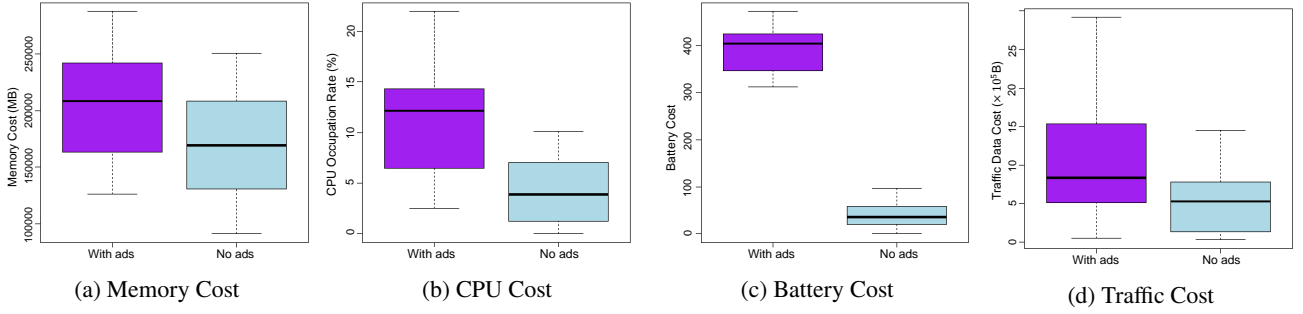 Memory Cost (MB)
250000
200000
150000
100000
With ads
No ads
(a) Memory Cost
CPU Occupation Rate (%)
20
15
10
5
0
With ads
No ads
(b) CPU Cost
Battery Cost
400
300
200
100
0
With ads
No ads
(c) Battery Cost
Traffic Data Cost (× 10⁵B)
25
20
15
10
5
0
With ads
No ads
(d) Traffic Cost